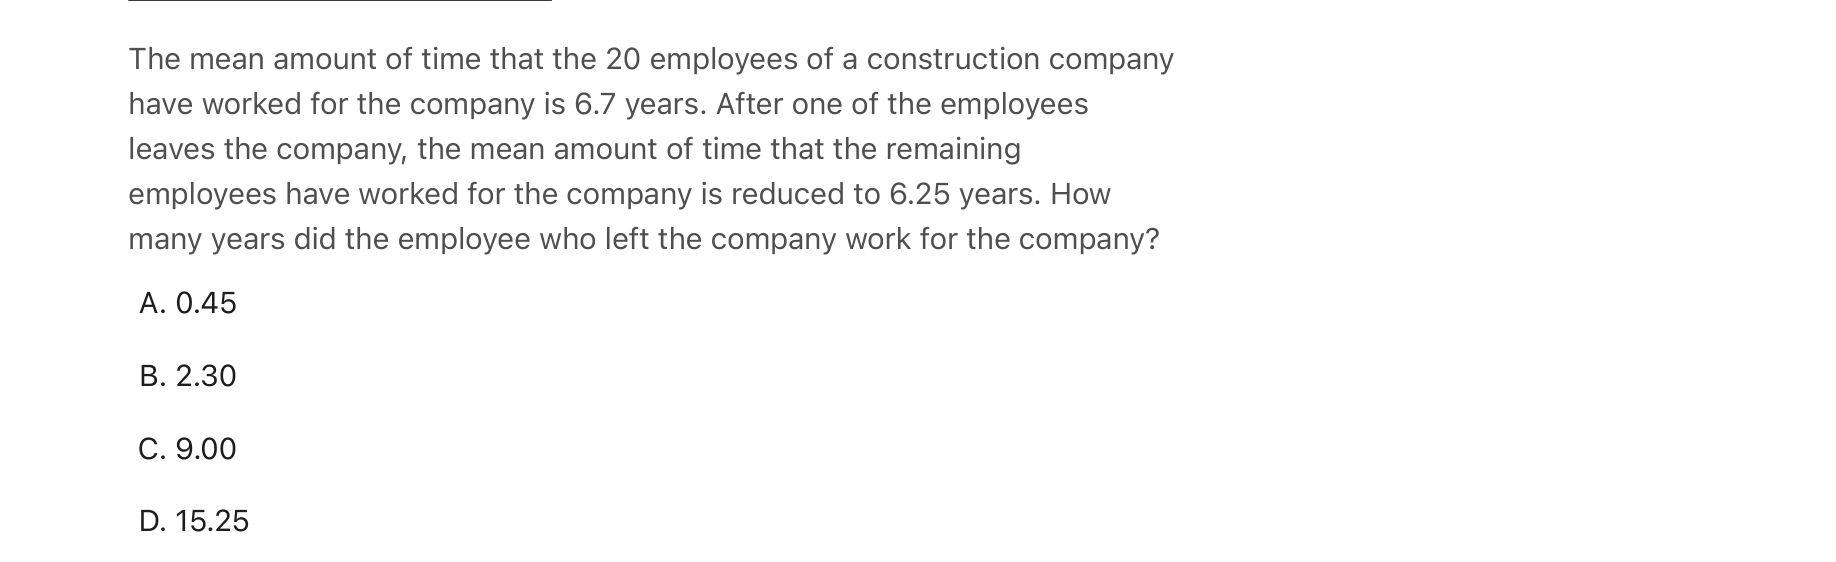 The mean amount of time that the 20 employees of a construction company
have worked for the company is 6.7 years. After one of the employees
leaves the company, the mean amount of time that the remaining
employees have worked for the company is reduced to 6.25 years. How
many years did the employee who left the company work for the company?
A. 0.45
B. 2.30
C. 9.00
D. 15.25